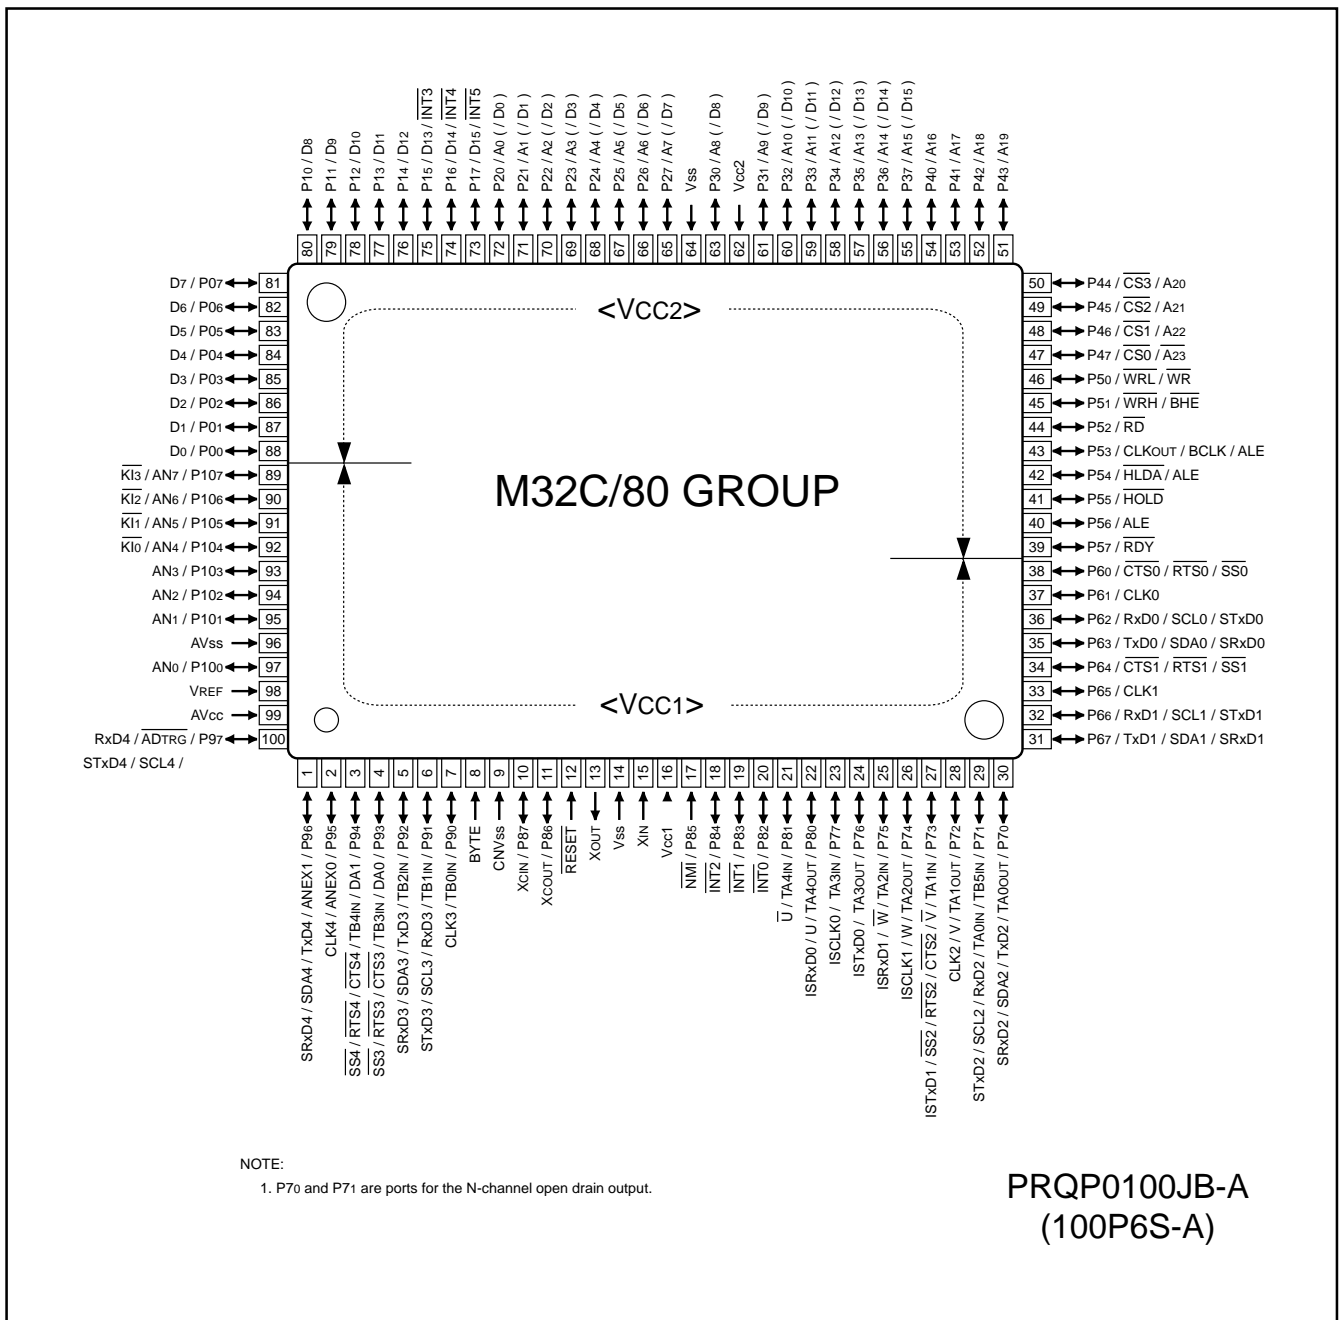 P10 / D8
P11 / D9
P12 / D10
P13 / D11
P14 / D12
P15 / D13 / INT3
P16 / D14 / INT4
P17 / D15 / INT5
P20 / A0 ( / D0 )
P21 / A1 ( / D1 )
P22 / A2 ( / D2 )
P23 / A3 ( / D3 )
P24 / A4 ( / D4 )
P25 / A5 ( / D5 )
P26 / A6 ( / D6 )
P27 / A7 ( / D7 )
Vss
P30 / A8 ( / D8 )
Vcc2
P31 / A9 ( / D9 )
P32 / A10 ( / D10 )
P33 / A11 ( / D11 )
P34 / A12 ( / D12 )
P35 / A13 ( / D13 )
P36 / A14 ( / D14 )
P37 / A15 ( / D15 )
P40 / A16
P41 / A17
P42 / A18
P43 / A19
80 79 78 77 76 75 74 73 72 71 70 69 68 67 66 65 64 63 62 61 60 59 58 57 56 55 54 53 52 51
D7 / P07 81
D6 / P06 82
D5 / P05 83
D4 / P04 84
D3 / P03 85
D2 / P02 86
D1 / P01 87
D0 / P00 88
KI3 / AN7 / P107 89
KI2 / AN6 / P106 90
KI1 / AN5 / P105 91
KI0 / AN4 / P104 92
AN3 / P103 93
AN2 / P102 94
AN1 / P101 95
AVss 96
AN0 / P100 97
VREF 98
AVcc 99
RxD4 / ADTRG / P97 100
STxD4 / SCL4 /
<VCC2>
M32C/80 GROUP
<VCC1>
50 P44 / CS3 / A20
49 P45 / CS2 / A21
48 P46 / CS1 / A22
47 P47 / CS0 / A23
46 P50 / WRL / WR
45 P51 / WRH / BHE
44 P52 / RD
43 P53 / CLKOUT / BCLK / ALE
42 P54 / HLDA / ALE
41 P55 / HOLD
40 P56 / ALE
39 P57 / RDY
38 P60 / CTS0 / RTS0 / SS0
37 P61 / CLK0
36 P62 / RxD0 / SCL0 / STxD0
35 P63 / TxD0 / SDA0 / SRxD0
34 P64 / CTS1 / RTS1 / SS1
33 P65 / CLK1
32 P66 / RxD1 / SCL1 / STxD1
31 P67 / TxD1 / SDA1 / SRxD1
1 2 3 4 5 6 7 8 9 10 11 12 13 14 15 16 17 18 19 20 21 22 23 24 25 26 27 28 29 30
SRxD4 / SDA4 / TxD4 / ANEX1 / P96
CLK4 / ANEX0 / P95
SS4 / RTS4 / CTS4 / TB4IN / DA1 / P94
SS3 / RTS3 / CTS3 / TB3IN / DA0 / P93
SRxD3 / SDA3 / TxD3 / TB2IN / P92
STxD3 / SCL3 / RxD3 / TB1IN / P91
CLK3 / TB0IN / P90
BYTE
CNVss
XCIN / P87
XCOUT / P86
RESET
XOUT
Vss
XIN
Vcc1
NMI / P85
INT2 / P84
INT1 / P83
INT0 / P82
U / TA4IN / P81
ISRxD0 / U / TA4OUT / P80
ISCLK0 / TA3IN / P77
ISTxD0 / TA3OUT / P76
ISRxD1 / W / TA2IN / P75
ISCLK1 / W / TA2OUT / P74
ISTxD1 / SS2 / RTS2 / CTS2 / V / TA1IN / P73
CLK2 / V / TA1OUT / P72
STxD2 / SCL2 / RxD2 / TA0IN / TB5IN / P71
SRxD2 / SDA2 / TxD2 / TA0OUT / P70
NOTE:
1. P70 and P71 are ports for the N-channel open drain output.
PRQP0100JB-A
(100P6S-A)